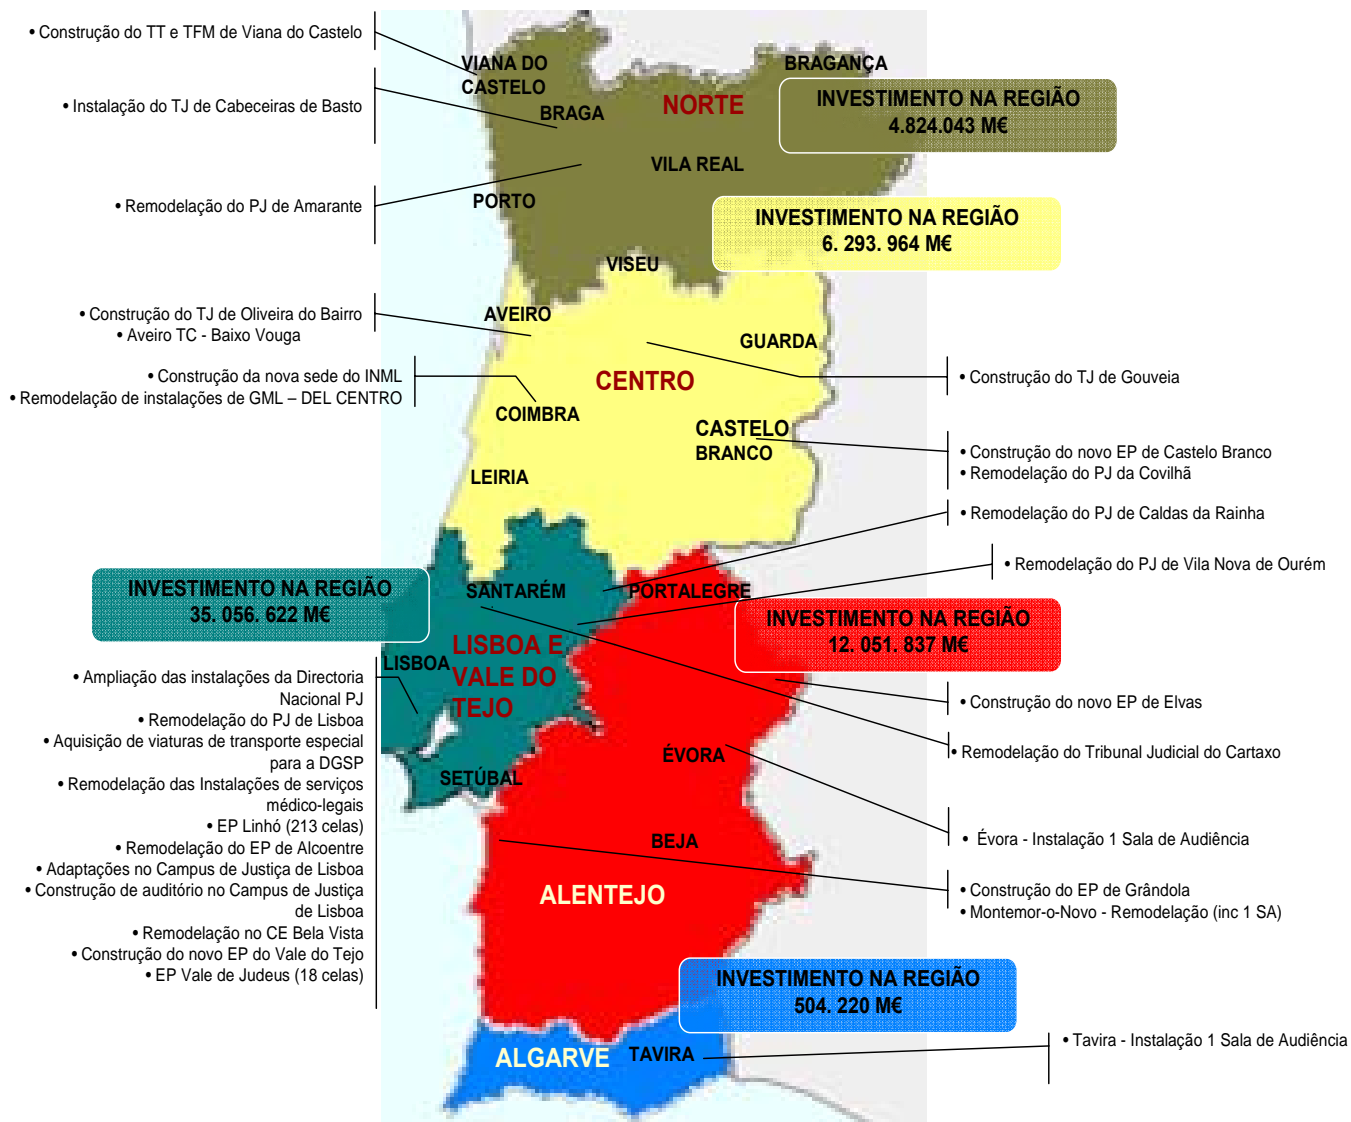 • Construção do TT e TFM de Viana do Castelo
• Instalação do TJ de Cabeceiras de Basto
• Remodelação do PJ de Amarante
VIANA DO
CASTELO
BRAGANÇA
BRAGA
NORTE
VILA REAL
PORTO
INVESTIMENTO NA REGIÃO
4.824.043 M€
INVESTIMENTO NA REGIÃO
6. 293. 964 M€
VISEU
• Construção do TJ de Oliveira do Bairro
• Aveiro TC - Baixo Vouga
AVEIRO
GUARDA
• Construção da nova sede do INML
• Remodelação de instalações de GML – DEL CENTRO
CENTRO
COIMBRA
CASTELO
BRANCO
LEIRIA
• Construção do TJ de Gouveia
• Construção do novo EP de Castelo Branco
• Remodelação do PJ da Covilhã
• Remodelação do PJ de Caldas da Rainha
• Remodelação do PJ de Vila Nova de Ourém
INVESTIMENTO NA REGIÃO
35. 056. 622 M€
SANTARÉM
PORTALEGRE
INVESTIMENTO NA REGIÃO
12. 051. 837 M€
LISBOA
LISBOA E
VALE DO
TEJO
SETÚBAL
• Ampliação das instalações da Directoria
Nacional PJ
• Remodelação do PJ de Lisboa
• Aquisição de viaturas de transporte especial
para a DGSP
• Remodelação das Instalações de serviços
médico-legais
• EP Linhó (213 celas)
• Remodelação do EP de Alcoentre
• Adaptações no Campus de Justiça de Lisboa
• Construção de auditório no Campus de Justiça
de Lisboa
• Remodelação no CE Bela Vista
• Construção do novo EP do Vale do Tejo
• EP Vale de Judeus (18 celas)
ÉVORA
BEJA
ALENTEJO
• Construção do novo EP de Elvas
• Remodelação do Tribunal Judicial do Cartaxo
• Évora - Instalação 1 Sala de Audiência
• Construção do EP de Grândola
• Montemor-o-Novo - Remodelação (inc 1 SA)
INVESTIMENTO NA REGIÃO
504. 220 M€
ALGARVE
TAVIRA
• Tavira - Instalação 1 Sala de Audiência